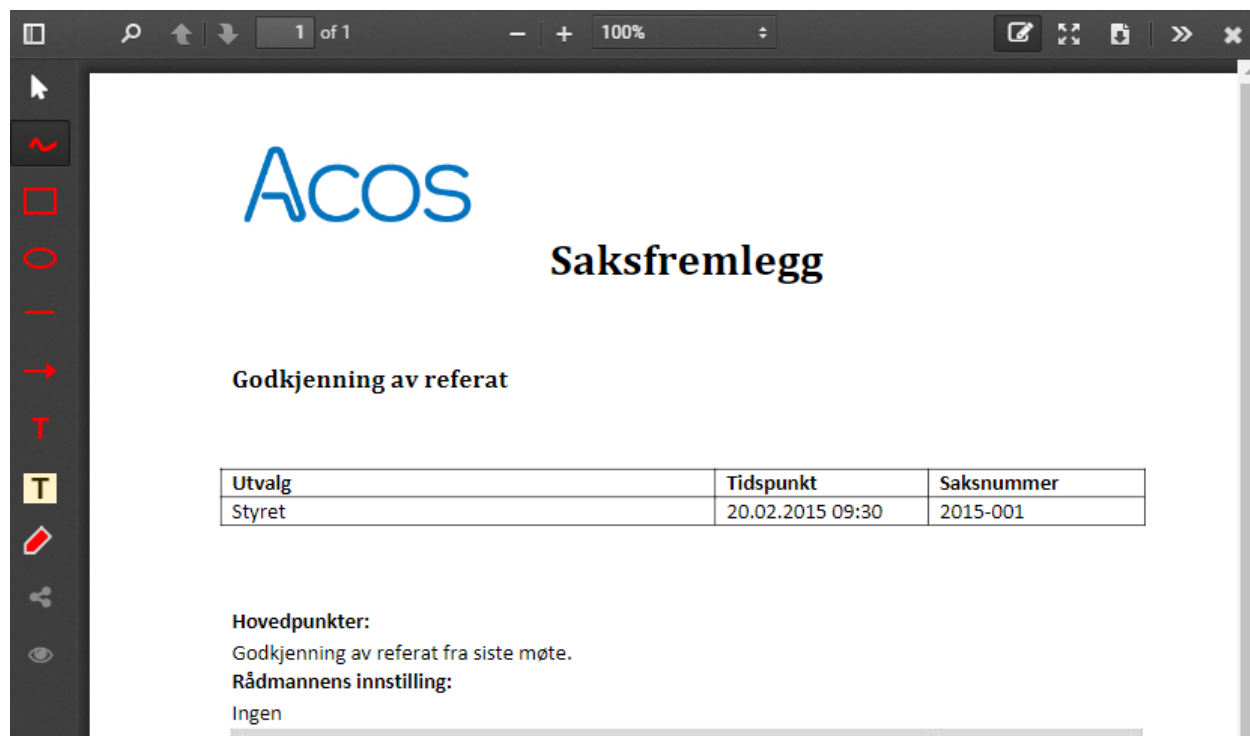 1 of 1
100%
Acos
Saksfremlegg
Godkjenning av referat
T
T
Utvalg Tidspunkt Saksnummer
Styret 20.02.2015 09:30 2015-001
Hovedpunkter:
Godkjenning av referat fra siste møte.
Rådmannens innstilling:
Ingen